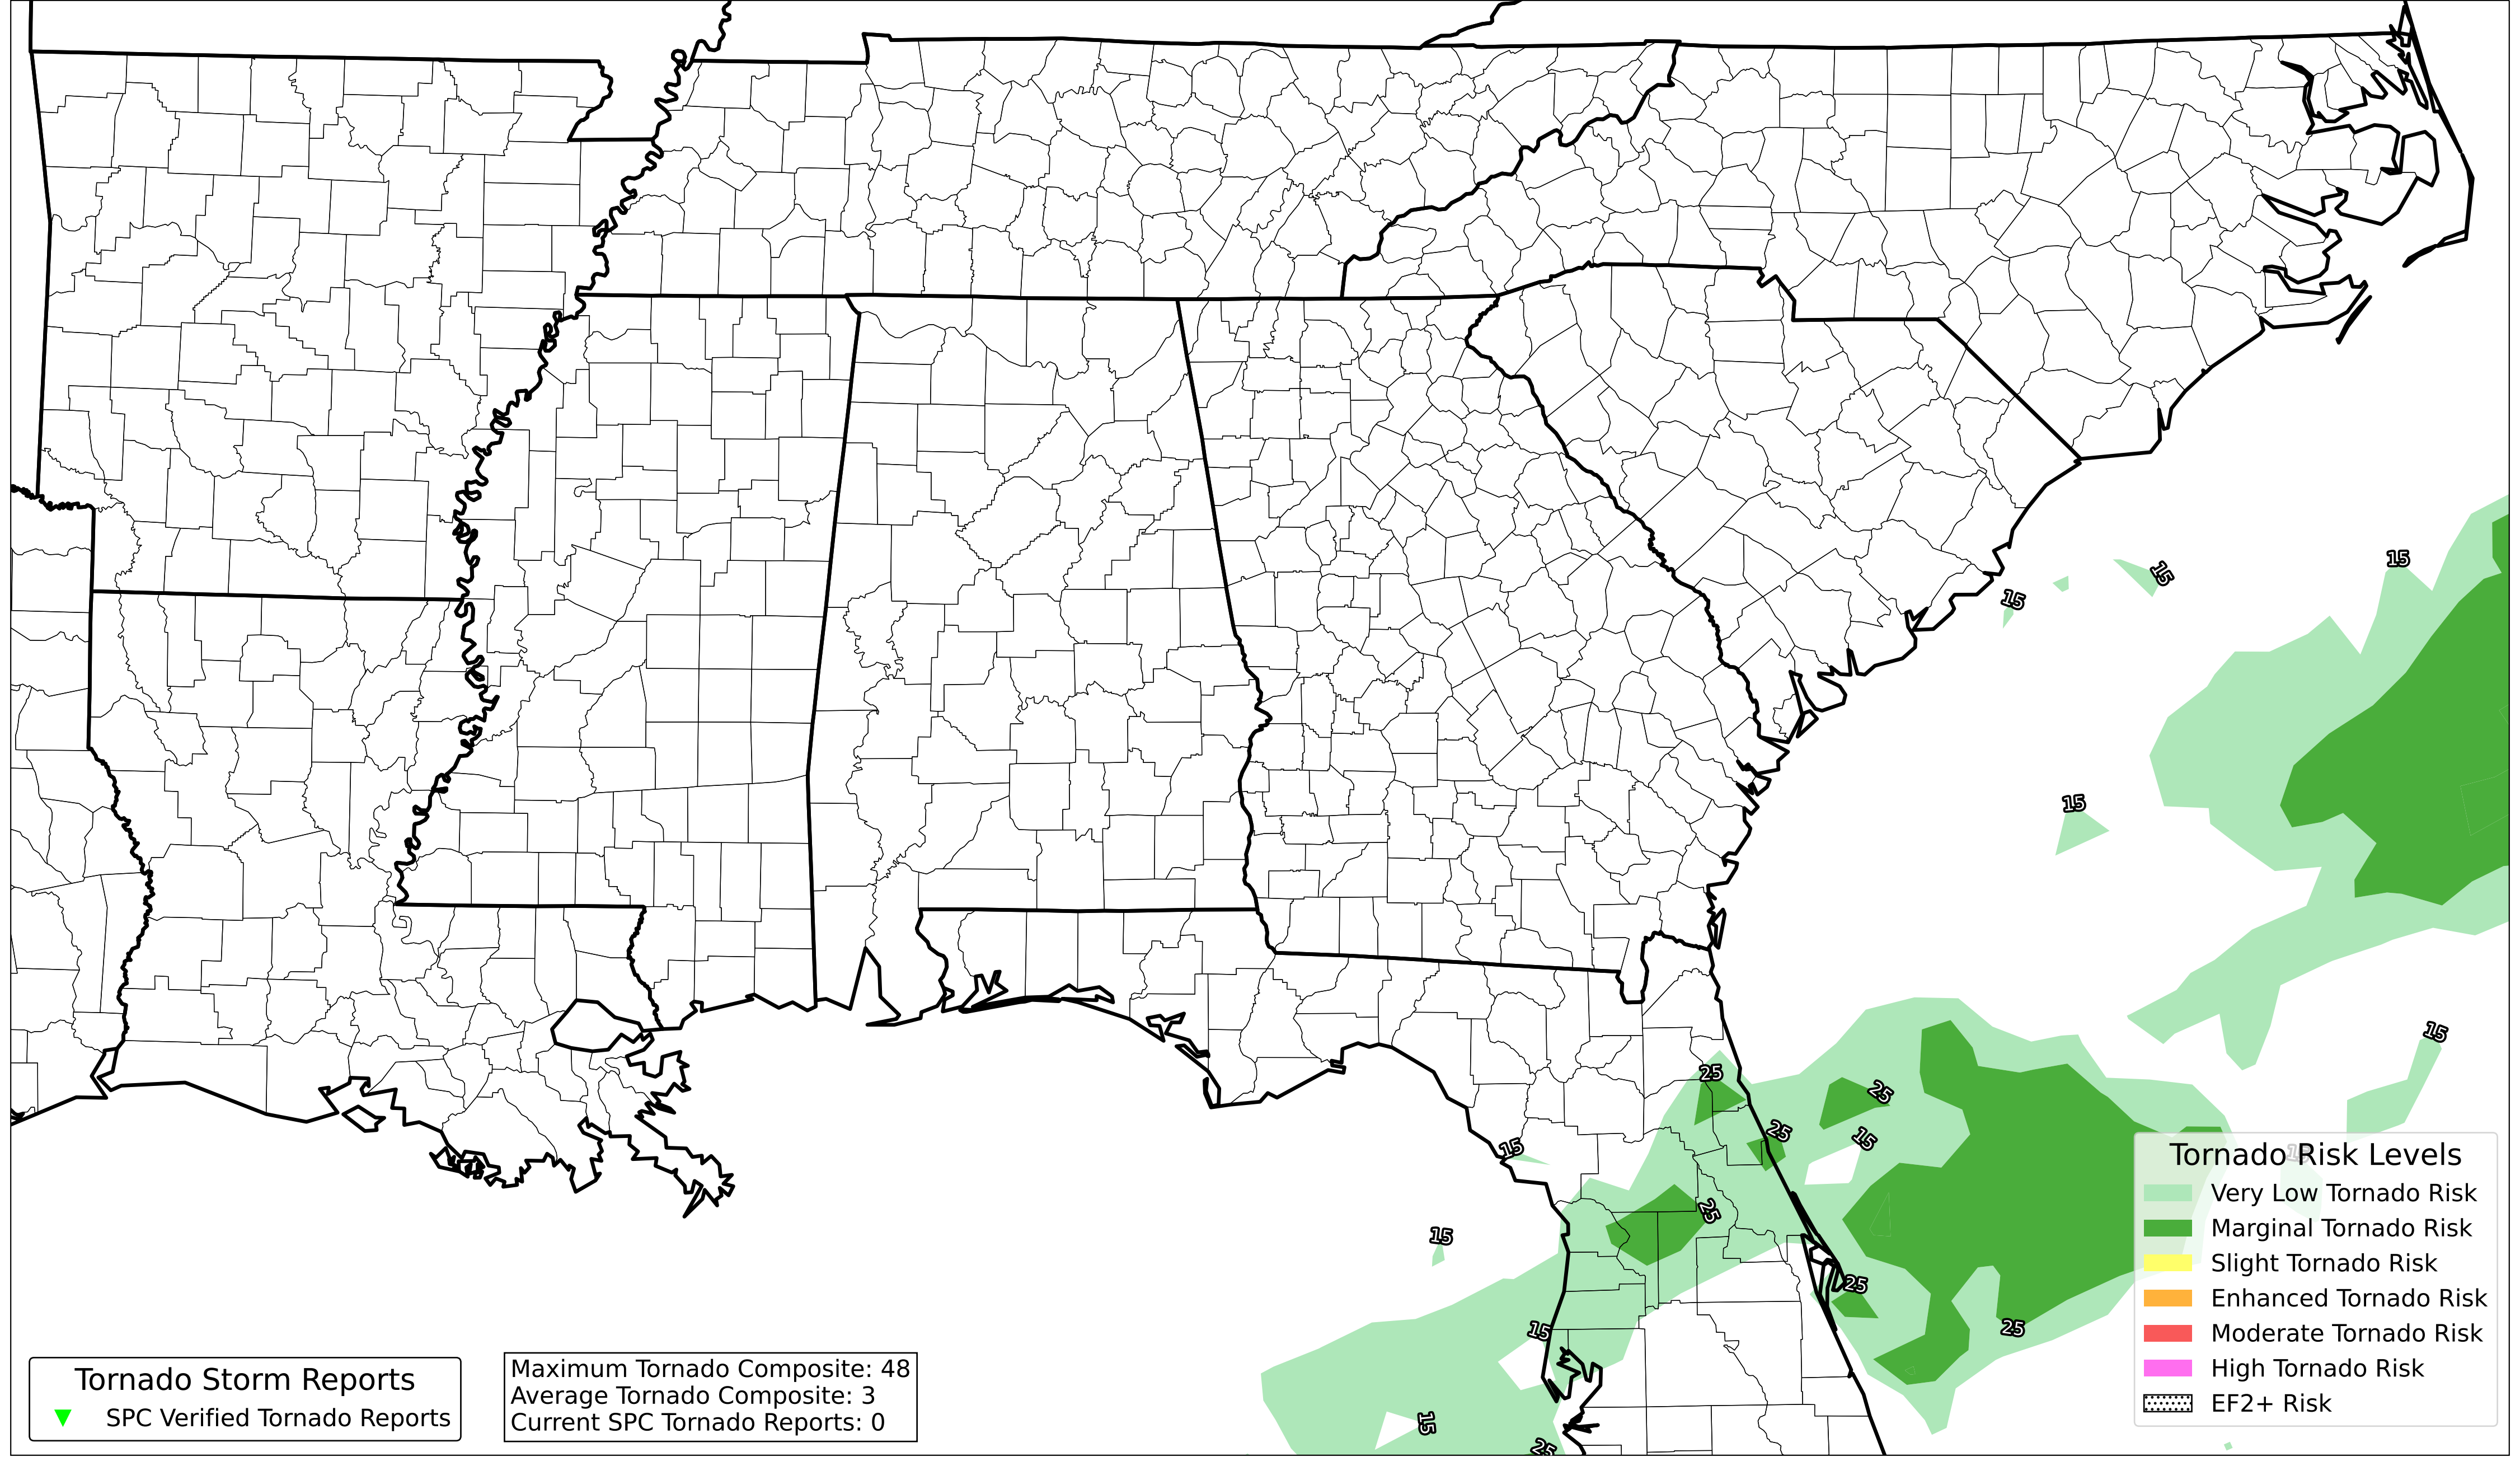 15
15
15
15
15
25
25
15
25
15
15
25
15
25
15
25
15
25
Tornado Risk Levels
Very Low Tornado Risk
Marginal Tornado Risk
Slight Tornado Risk
Enhanced Tornado Risk
Moderate Tornado Risk
High Tornado Risk
EF2+ Risk
Tornado Storm Reports
SPC Verified Tornado Reports
Maximum Tornado Composite: 48
Average Tornado Composite: 3
Current SPC Tornado Reports: 0